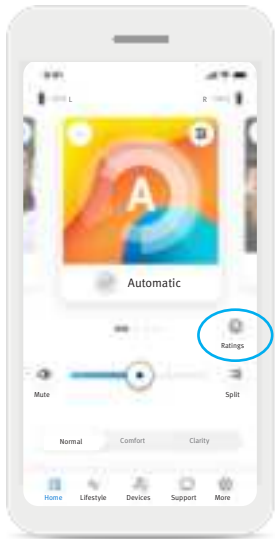 L R
A
Automatic
Ratings
Mute Split
Normal Comfort Clarity
Home Lifestyle Devices Support More